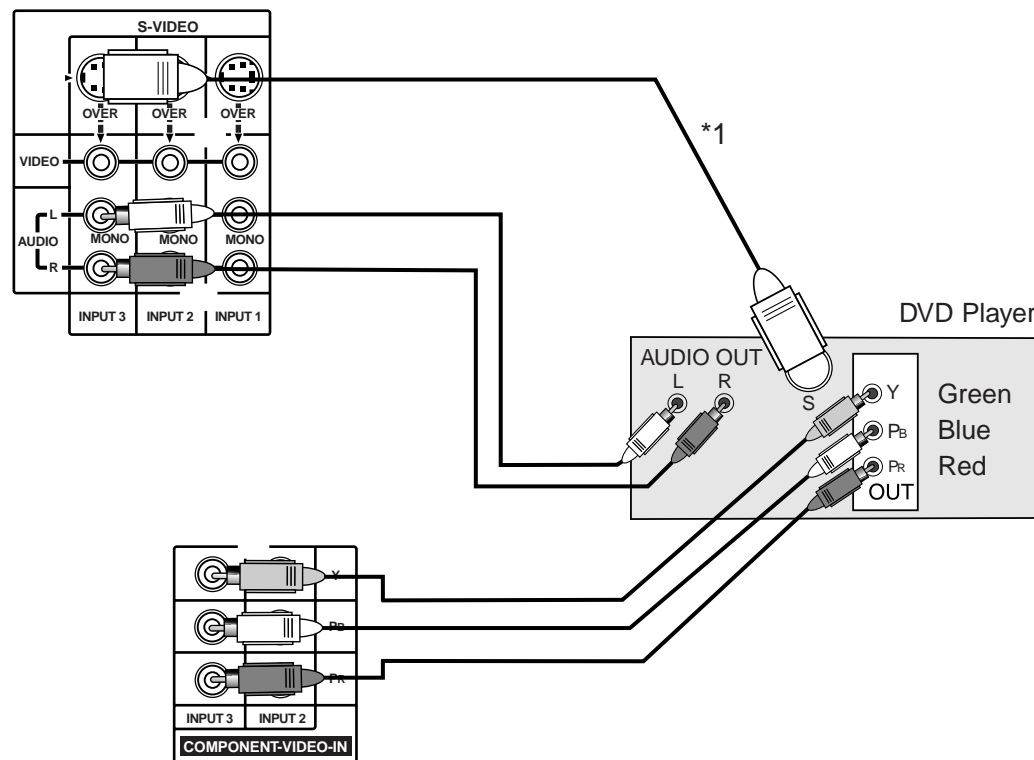 S-VIDEO
OVER OVER OVER
VIDEO
L
AUDIO
MONO MONO MONO
R
INPUT 3 INPUT 2 INPUT 1
*1
DVD Player
AUDIO OUT
L R
S
Y Green
PB Blue
PR Red
OUT
Y
PB
PR
INPUT 3 INPUT 2
COMPONENT-VIDEO-IN